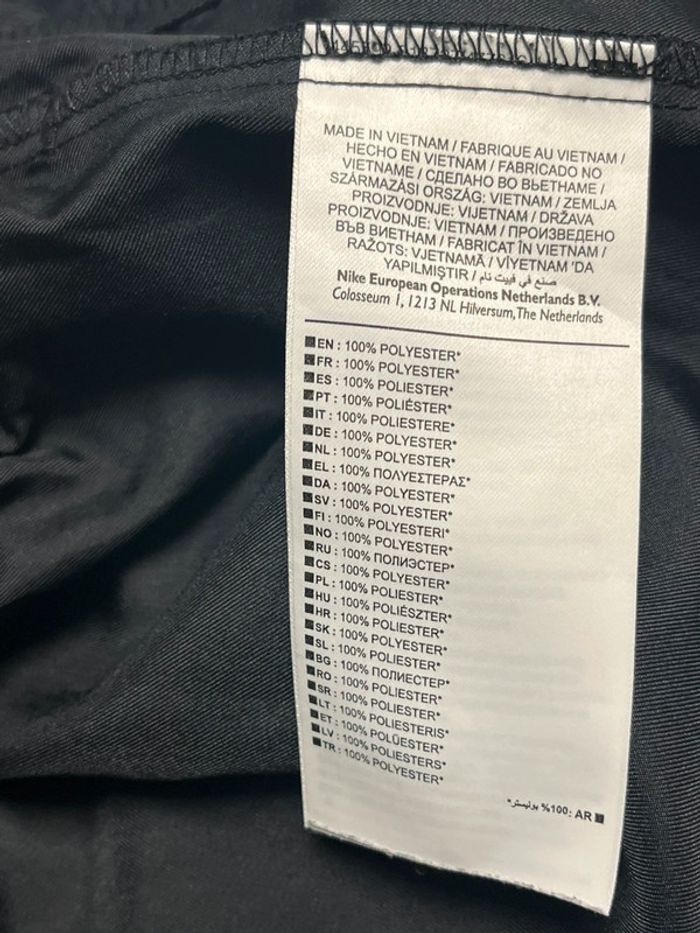 MADE IN VIETNAM / FABRIQUE AU VIETNAM /
HECHO EN VIETNAM / FABRICADO NO
VIETNAME / СДЕЛАНО ВО ВЬЕТНАМЕ /
SZÁRMAZÁSI ORSZÁG: VIETNAM / ZEMLJA
PROIZVODNJE: VIJETNAM / DRŽAVA
PROIZVODNJE: VIETNAM / ПРОИЗВЕДЕНО
ВЪВ ВИЕТНАМ / FABRICAT ÎN VIETNAM /
RAŽOTS: VJETNAMĀ / VİYETNAM 'DA
YAPILMIŞTIR / صنع في فييت نام
Nike European Operations Netherlands B.V.
Colosseum 1, 1213 NL Hilversum, The Netherlands
EN : 100% POLYESTER*
FR : 100% POLYESTER*
ES : 100% POLIESTER*
PT : 100% POLIÉSTER*
IT : 100% POLIESTERE*
DE : 100% POLYESTER*
NL : 100% POLYESTER*
EL : 100% ΠΟΛΥΕΣΤΕΡΑΣ*
DA : 100% POLYESTER*
SV : 100% POLYESTER*
FI : 100% POLYESTERI*
NO : 100% POLYESTER*
RU : 100% ПОЛИЭСТЕР*
CS : 100% POLYESTER*
PL : 100% POLIESTER*
HU : 100% POLIÉSZTER*
HR : 100% POLIESTER*
SK : 100% POLYESTER*
SL : 100% POLIESTER*
BG : 100% ПОЛИЕСТЕР*
RO : 100% POLIESTER*
SR : 100% POLIESTER*
LT : 100% POLIESTERIS*
ET : 100% POLÜESTER*
LV : 100% POLIESTERS*
TR : 100% POLYESTER*
AR :100% بوليستر*